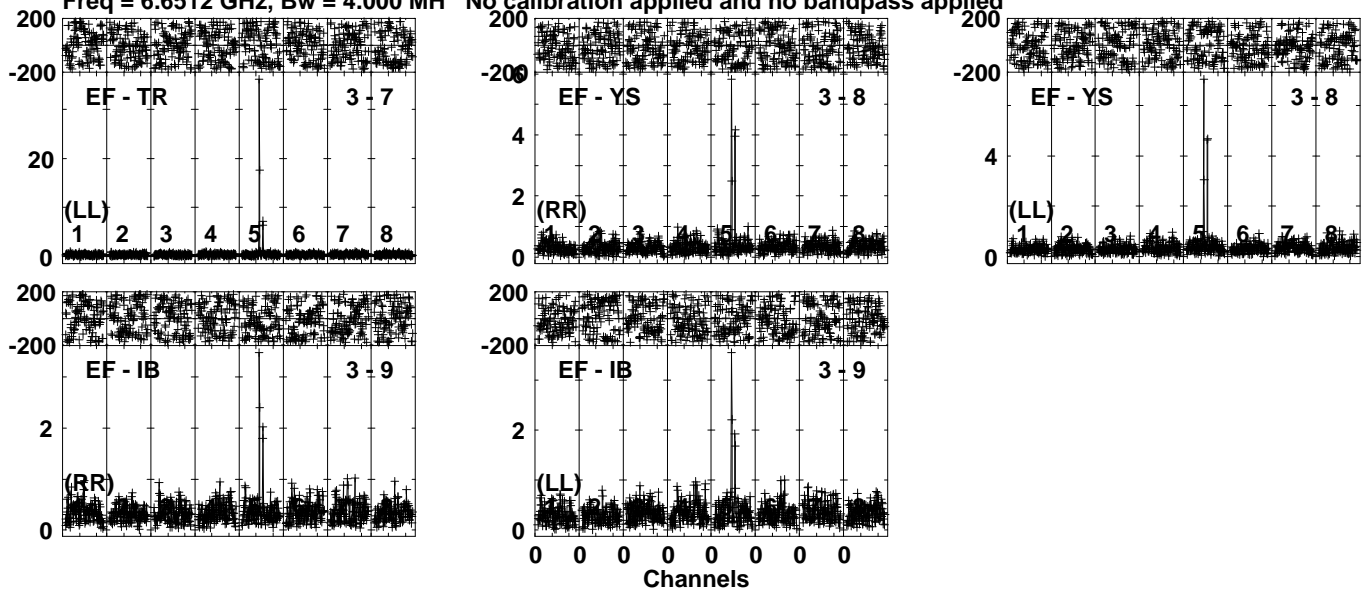 Freq = 6.6512 GHz, Bw = 4.000 MH No calibration applied and no bandpass applied
200
-200
EF - TR 3 - 7
20
0
(LL)
1 2 3 4 5 6 7 8
200
-200
6
EF - YS 3 - 8
4
2
0
(RR)
1 2 3 4 5 6 7 8
200
-200
EF - YS 3 - 8
4
0
(LL)
1 2 3 4 5 6 7 8
200
-200
EF - IB 3 - 9
2
0
(RR)
200
-200
EF - IB 3 - 9
2
0
(LL)
0 0 0 0 0 0 0 0
Channels